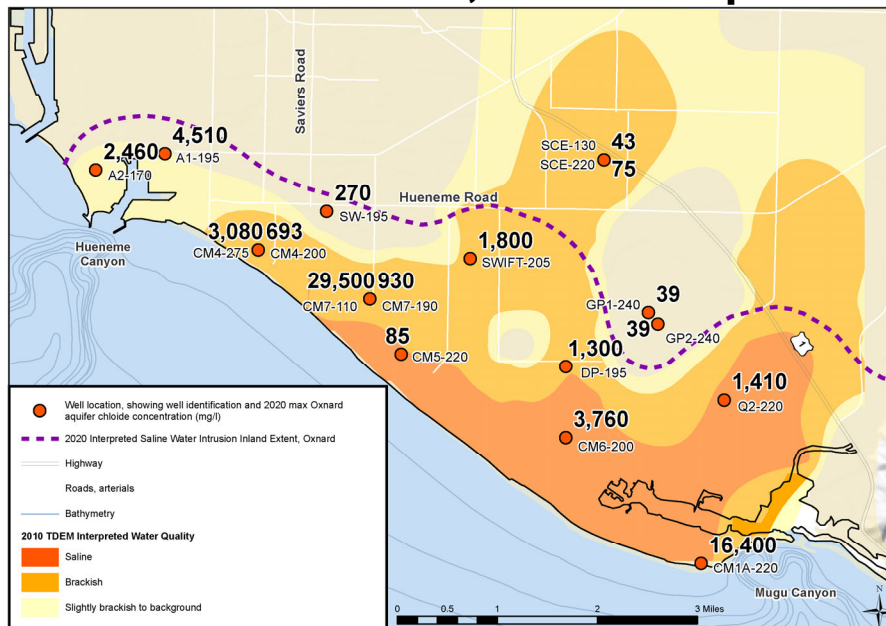 Saviers Road
4,510
A1-195
2,460
A2-170
SCE-130 43
SCE-220 75
270
SW-195
Hueneme Road
Hueneme
Canyon
3,080 693
CM4-275 CM4-200
1,800
SWIFT-205
29,500 930
CM7-110 CM7-190
39
GP1-240
39
GP2-240
1
85
CM5-220
1,300
DP-195
1,410
Q2-220
3,760
CM6-200
16,400
CM1A-220
Mugu Canyon
Well location, showing well identification and 2020 max Oxnard
aquifer chloide concentration (mg/l)
2020 Interpreted Saline Water Intrusion Inland Extent, Oxnard
Highway
Roads, arterials
Bathymetry
2010 TDEM Interpreted Water Quality
Saline
Brackish
Slightly brackish to background
0 0.5 1 2 3 Miles
N